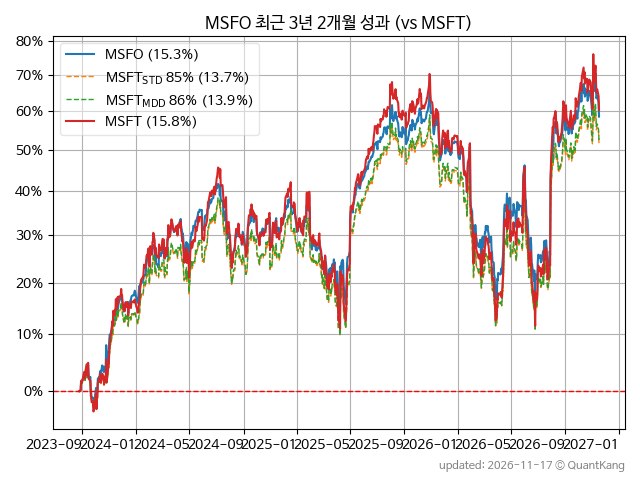 MSFO 최근 3년 2개월 성과 (vs MSFT)
80%
70%
60%
50%
40%
30%
20%
10%
0%
MSFO (15.3%)
MSFT_STD 85% (13.7%)
MSFT_MDD 86% (13.9%)
MSFT (15.8%)
2023-09 2024-01 2024-05 2024-09 2025-01 2025-05 2025-09 2026-01 2026-05 2026-09 2027-01
updated: 2026-11-17 © QuantKang